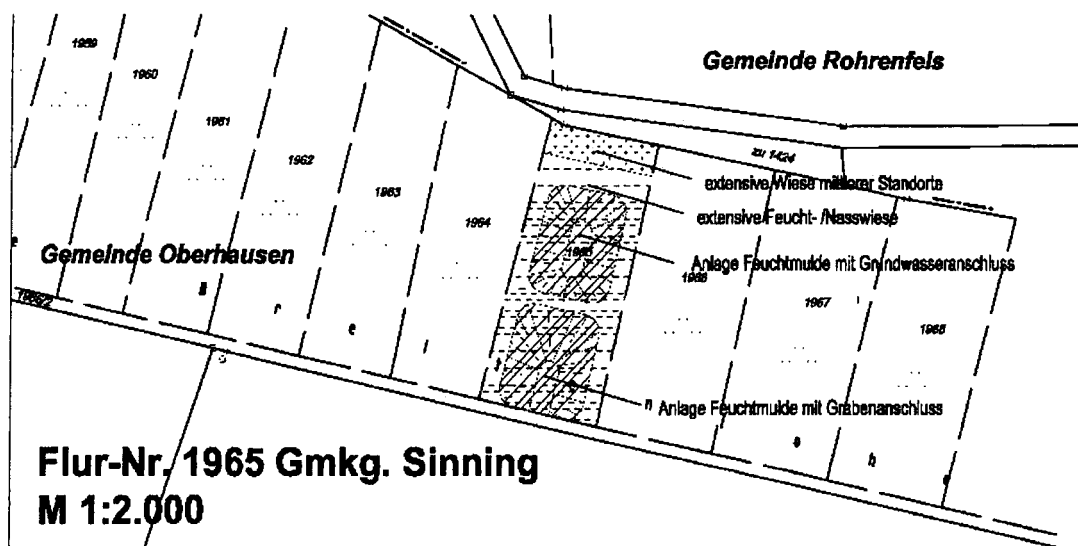 1959
1960
1961
1962
1963
1964
1965
1966
1967
1968
Gemeinde Rohrenfels
zu 1424
extensive Wiese mittlerer Standorte
extensive Feucht- /Nasswiese
Anlage Feuchtmulde mit Grundwasseranschluss
Gemeinde Oberhausen
Anlage Feuchtmulde mit Grabenanschluss
Flur-Nr. 1965 Gmkg. Sinning
M 1:2.000